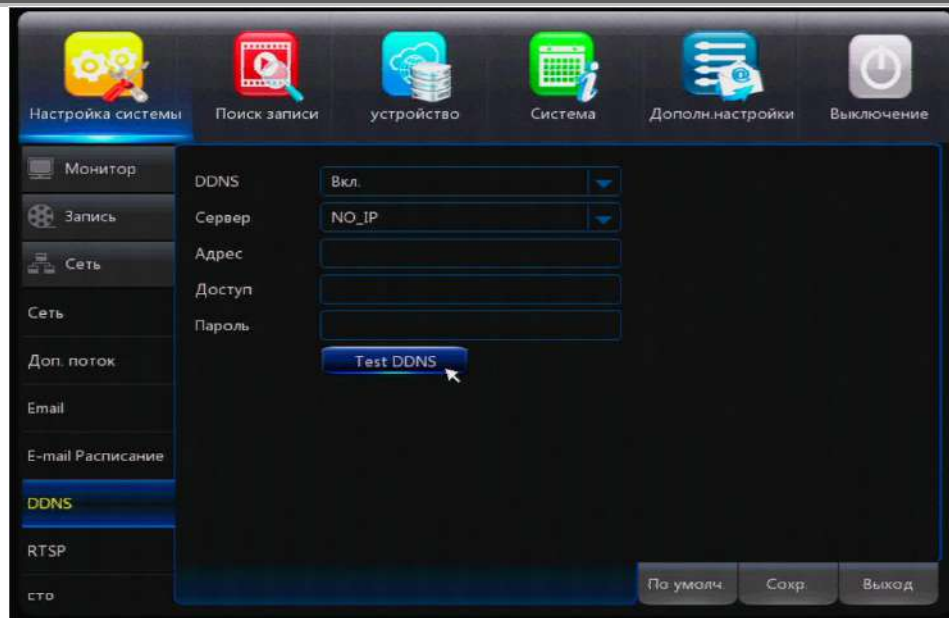 Настройка системы Поиск записи устройство Система Дополн.настройки Выключение
Монитор
Запись
Сеть
Сеть
Доп. поток
Email
E-mail Расписание
DDNS
RTSP
сто
DDNS Вкл.
Сервер NO_IP
Адрес
Доступ
Пароль
Test DDNS
По умолч. Сохр. Выход